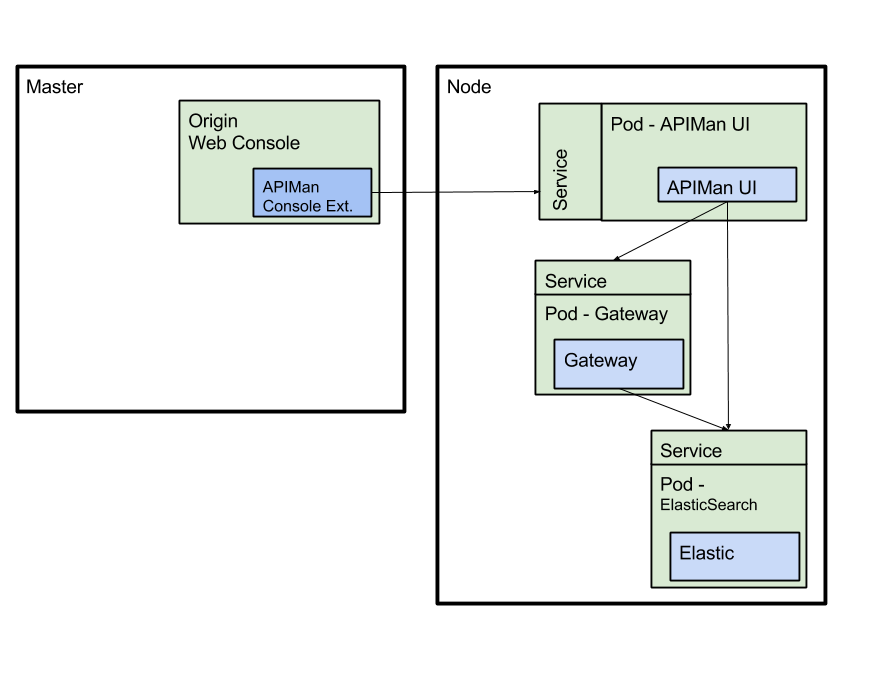 Master
Origin
Web Console
APIMan
Console Ext.
Node
Service
Pod - APIMan UI
APIMan UI
Service
Pod - Gateway
Gateway
Service
Pod -
ElasticSearch
Elastic